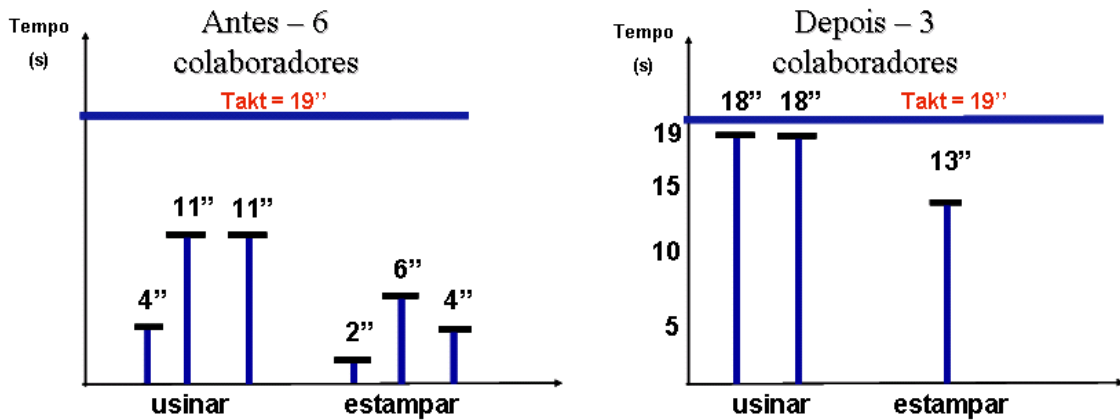 Tempo
(s)
Antes – 6
colaboradores
Takt = 19’’
4’’
11’’
11’’
2’’
6’’
4’’
usinar
estampar
Tempo
(s)
Depois – 3
colaboradores
18’’
18’’
Takt = 19’’
13’’
19
15
10
5
usinar
estampar